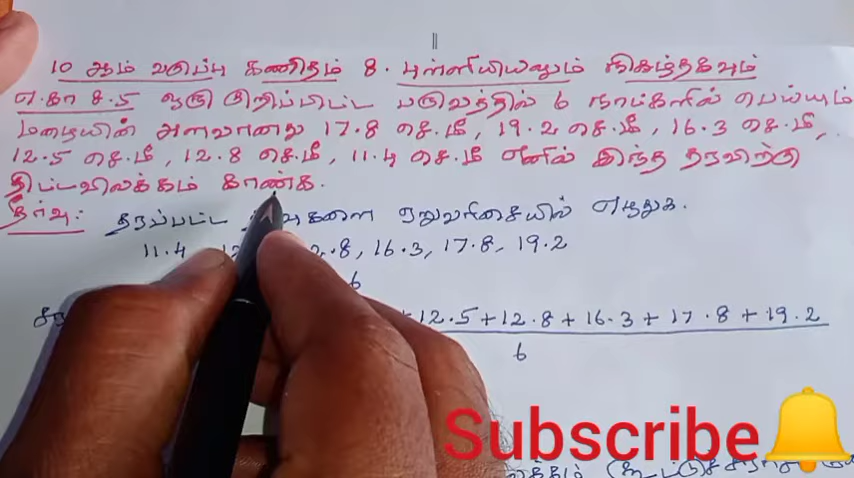 10 ஆம் வகுப்பு கணிதம் 8. புள்ளியியலும் நிகழ்தகவும்
எ.கா 8.5 ஒரு குறிப்பிட்ட பருவத்தில் 6 நாட்களில் பெய்யும்
மழையின் அளவானது 17.8 செ.மீ, 19.2 செ.மீ, 16.3 செ.மீ,
12.5 செ.மீ, 12.8 செ.மீ, 11.4 செ.மீ எனில் இந்த தரவிற்கு
திட்டவிலக்கம் காண்க.
தீர்வு: தரப்பட்ட ஏறுவரிசையில் எழுதுக.
11.4 16.3, 17.8, 19.2
6
+12.5+12.8+16.3+17.8+19.2
6
Subscribe